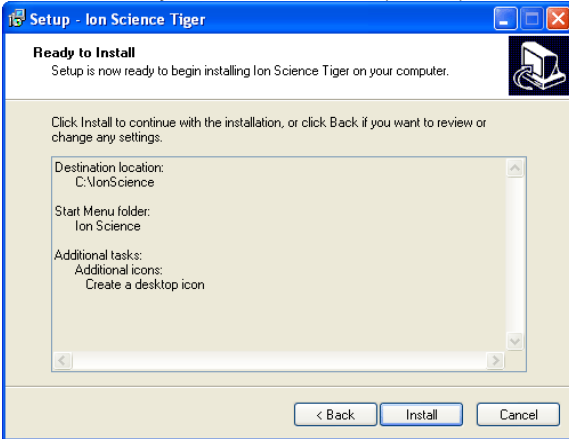 Setup - Ion Science Tiger
Ready to Install
Setup is now ready to begin installing Ion Science Tiger on your computer.
Click Install to continue with the installation, or click Back if you want to review or
change any settings.
Destination location:
C:\IonScience
Start Menu folder:
Ion Science
Additional tasks:
Additional icons:
Create a desktop icon
< Back
Install
Cancel